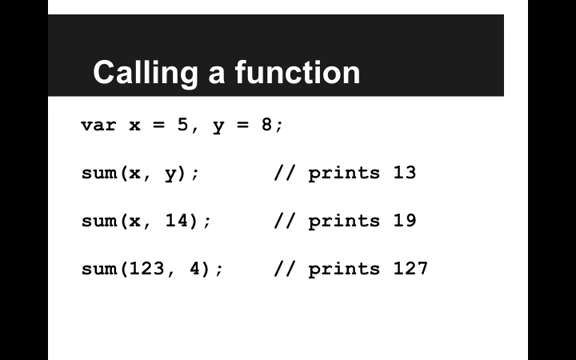 Calling a function
var x = 5, y = 8;
sum(x, y);      // prints 13
sum(x, 14);     // prints 19
sum(123, 4);    // prints 127